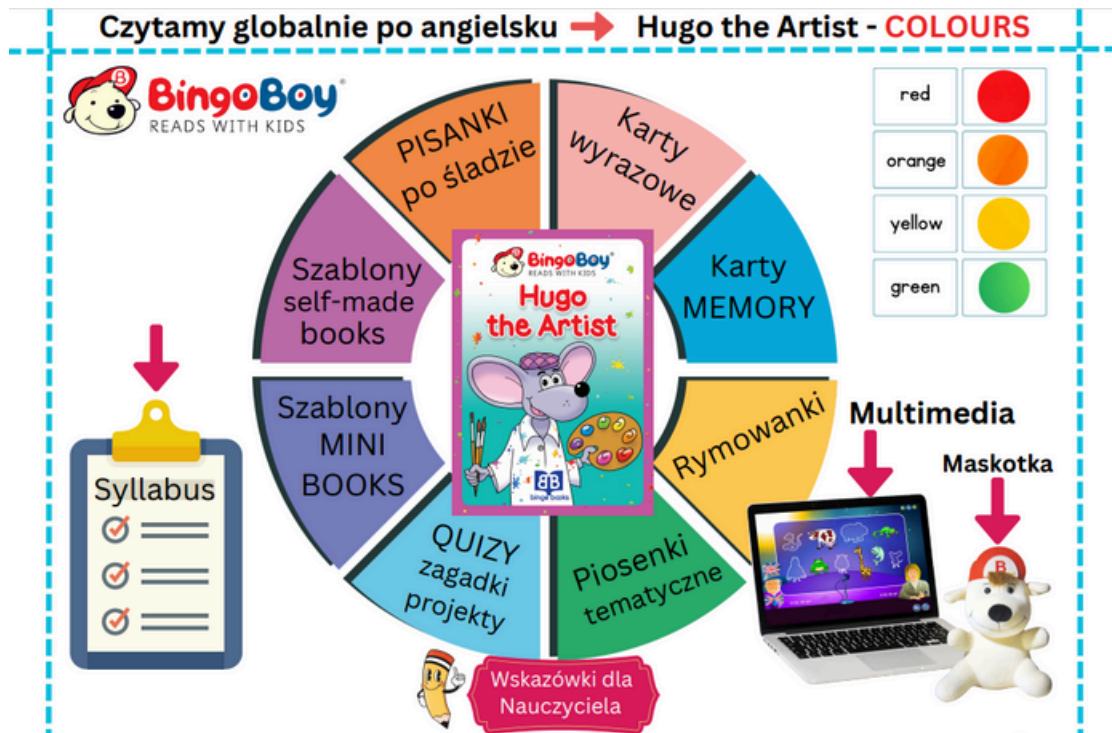 Czytamy globalnie po angielsku Hugo the Artist - COLOURS
BingoBoy®
READS WITH KIDS
PISANKI
po śladzie
Karty
wyrazowe
Karty
MEMORY
Rymowanki
Piosenki
tematyczne
QUIZY
zagadki
projekty
Szablony
MINI
BOOKS
Szablony
self-made
books
BingoBoy
READS WITH KIDS
Hugo
the Artist
BB
binge books
red
orange
yellow
green
Syllabus
Multimedia
Maskotka
B
B
Wskazówki dla
Nauczyciela